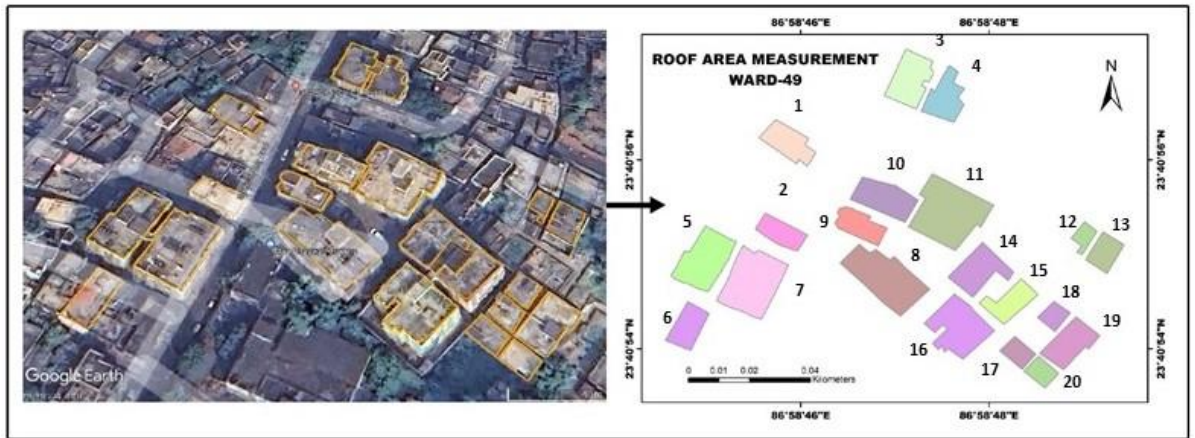 86°58'46"E
86°58'48"E
ROOF AREA MEASUREMENT
WARD-49
N
3
4
1
23°40'56"N
23°40'56"N
10
11
2
9
5
12
13
14
8
15
7
18
6
19
16
17
23°40'54"N
23°40'54"N
20
0
0.01
0.02
0.04
Kilometers
86°58'46"E
86°58'48"E
Google Earth